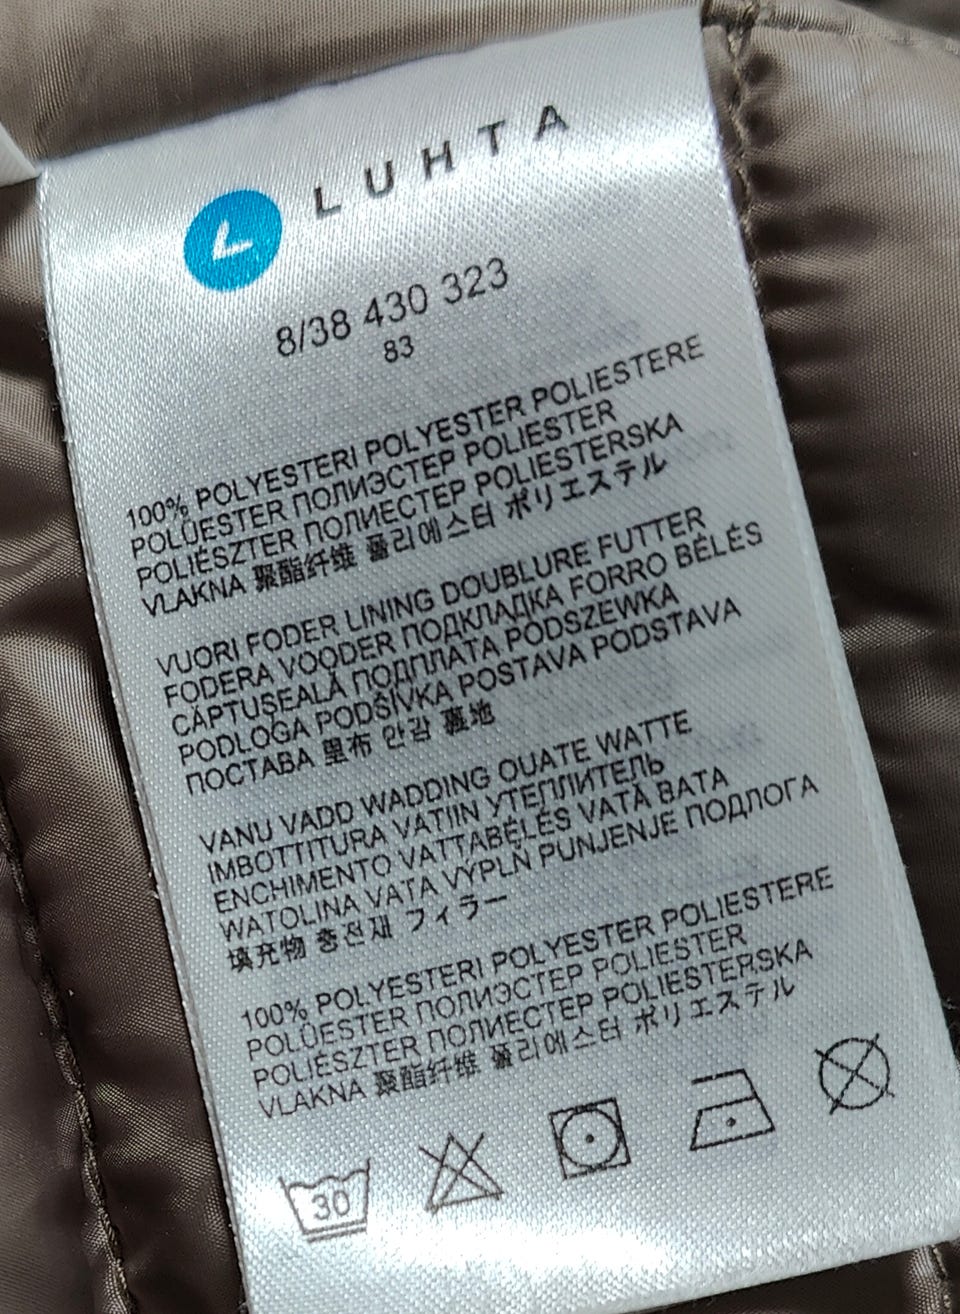 L LUHTA
8/38 430 323
83
100% POLYESTERI POLYESTER POLIESTERE
POLÜESTER ПОЛИЭСТЕР POLIESTER
POLIÉSZTER ПОЛИЕСТЕР POLIESTERSKA
VLAKNA 聚酯纤维 폴리에스터 ポリエステル
VUORI FODER LINING DOUBLURE FUTTER
FODERA VOODER ПОДКЛАДКА FORRO BÉLÉS
CĂPTUŞEALĂ ПОДПЛАТА PODSZEWKA
PODLOGA PODŠÍVKA POSTAVA PODSTAVA
ПОСТАВА 里布 안감 裏地
VANU VADD WADDING OUATE WATTE
IMBOTTITURA VATIIN УТЕПЛИТЕЛЬ
ENCHIMENTO VATTABÉLÉS VATĂ BATA
WATOLINA VATA VÝPLŇ PUNJENJE ПОДЛОГА
填充物 충전재 フィラー
100% POLYESTERI POLYESTER POLIESTERE
POLÜESTER ПОЛИЭСТЕР POLIESTER
POLIÉSZTER ПОЛИЕСТЕР POLIESTERSKA
VLAKNA 聚酯纤维 폴리에스터 ポリエステル
30